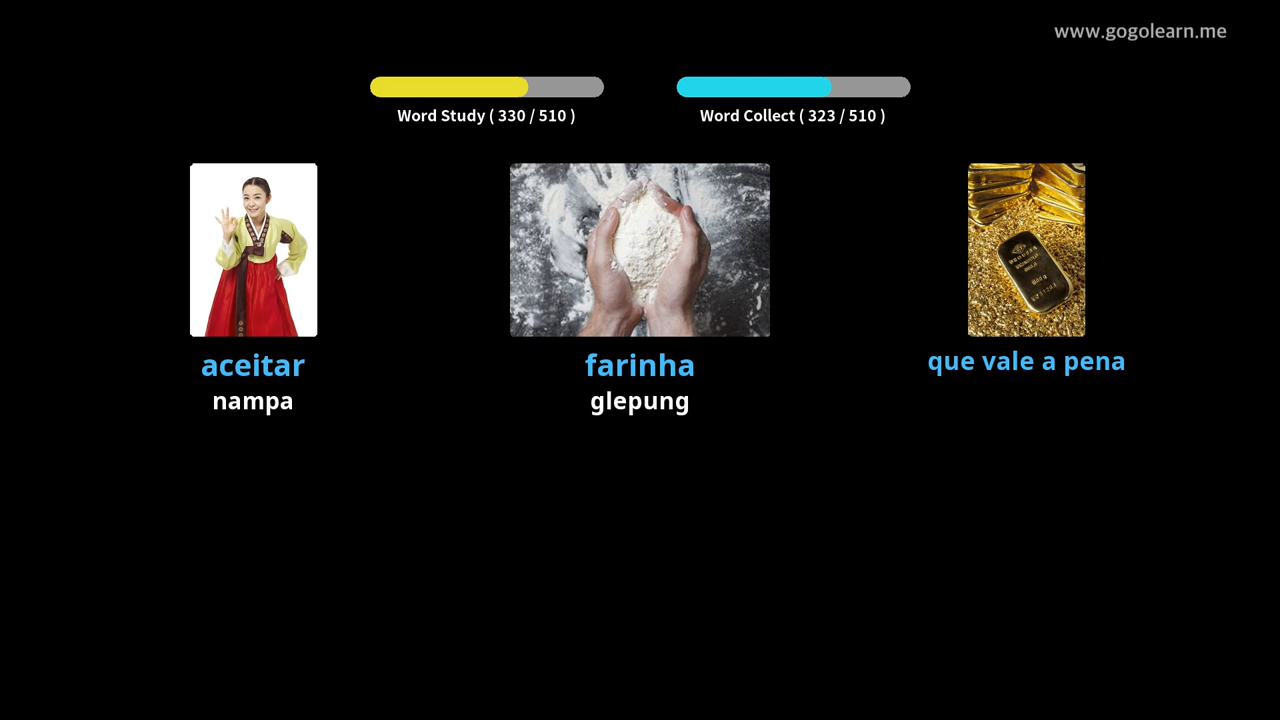 www.gogolearn.me
Word Study ( 330 / 510 )
Word Collect ( 323 / 510 )
aceitar
farinha
que vale a pena
nampa
glepung